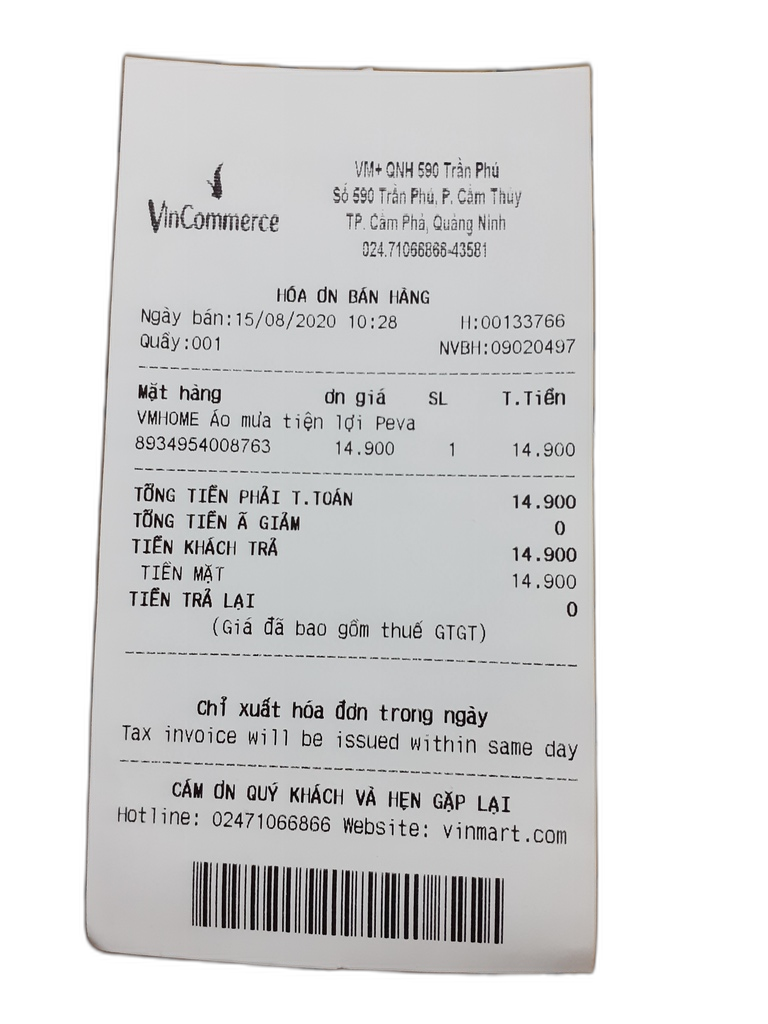 VinCommerce
VM+ QNH 590 Trần Phú
Số 590 Trần Phú, P. Cẩm Thủy
TP. Cẩm Phả, Quảng Ninh
024.71066866-43581
HÓA ƠN BÁN HÀNG
Ngày bán:15/08/2020 10:28 H:00133766
Quầy:001 NVBH:09020497
Mặt hàng ơn giá SL T.Tiền
VMHOME Áo mưa tiện lợi Peva
8934954008763 14.900 1 14.900
TỔNG TIỀN PHẢI T.TOÁN 14.900
TỔNG TIỀN Ã GIẢM 0
TIỀN KHÁCH TRẢ 14.900
TIỀN MẶT 14.900
TIỀN TRẢ LẠI 0
(Giá đã bao gồm thuế GTGT)
Chỉ xuất hóa đơn trong ngày
Tax invoice will be issued within same day
CẢM ƠN QUÝ KHÁCH VÀ HẸN GẶP LẠI
Hotline: 02471066866 Website: vinmart.com